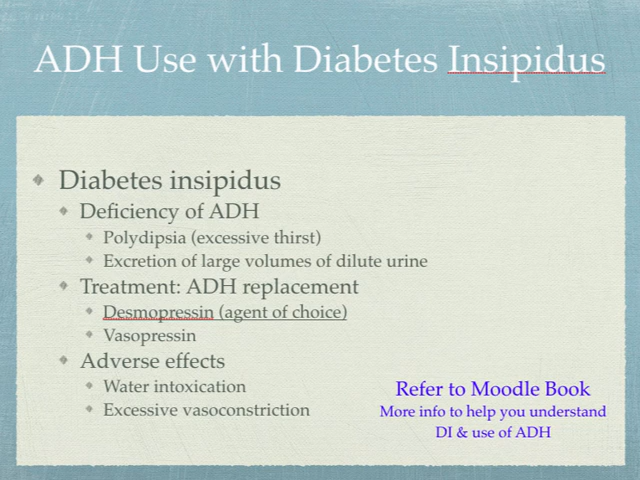 ADH Use with Diabetes Insipidus
Diabetes insipidus
Deficiency of ADH
Polydipsia (excessive thirst)
Excretion of large volumes of dilute urine
Treatment: ADH replacement
Desmopressin (agent of choice)
Vasopressin
Adverse effects
Water intoxication
Excessive vasoconstriction
Refer to Moodle Book
More info to help you understand
DI & use of ADH